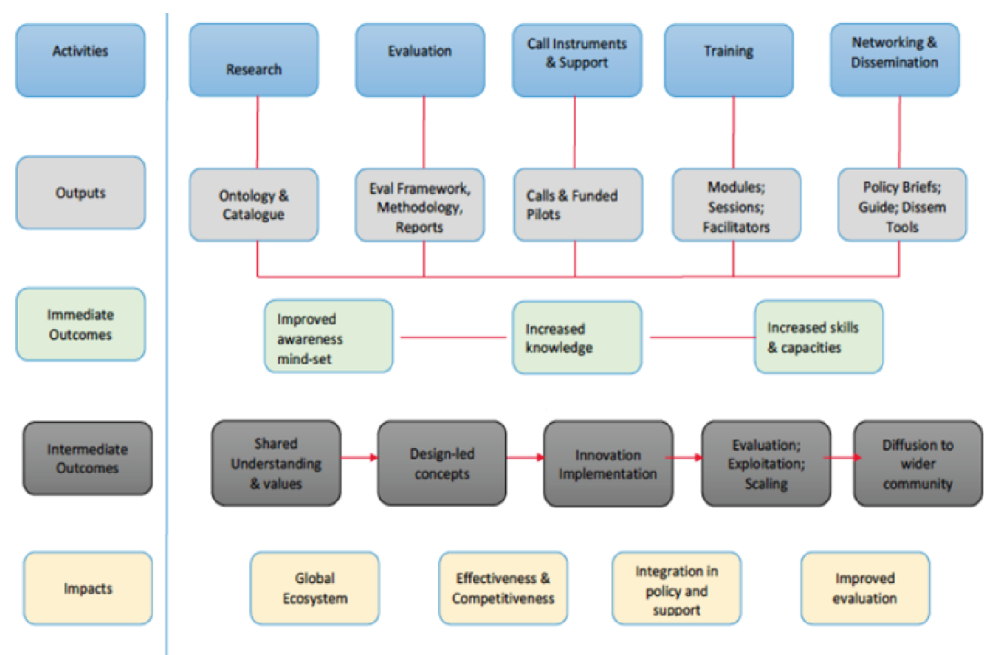 Activities
Research
Evaluation
Call Instruments
& Support
Training
Networking &
Dissemination
Outputs
Ontology &
Catalogue
Eval Framework,
Methodology,
Reports
Calls & Funded
Pilots
Modules;
Sessions;
Facilitators
Policy Briefs;
Guide; Dissem
Tools
Immediate
Outcomes
Improved
awareness
mind-set
Increased
knowledge
Increased skills
& capacities
Intermediate
Outcomes
Shared
Understanding
& values
Design-led
concepts
Innovation
Implementation
Evaluation;
Exploitation;
Scaling
Diffusion to
wider
community
Impacts
Global
Ecosystem
Effectiveness &
Competitiveness
Integration in
policy and
support
Improved
evaluation